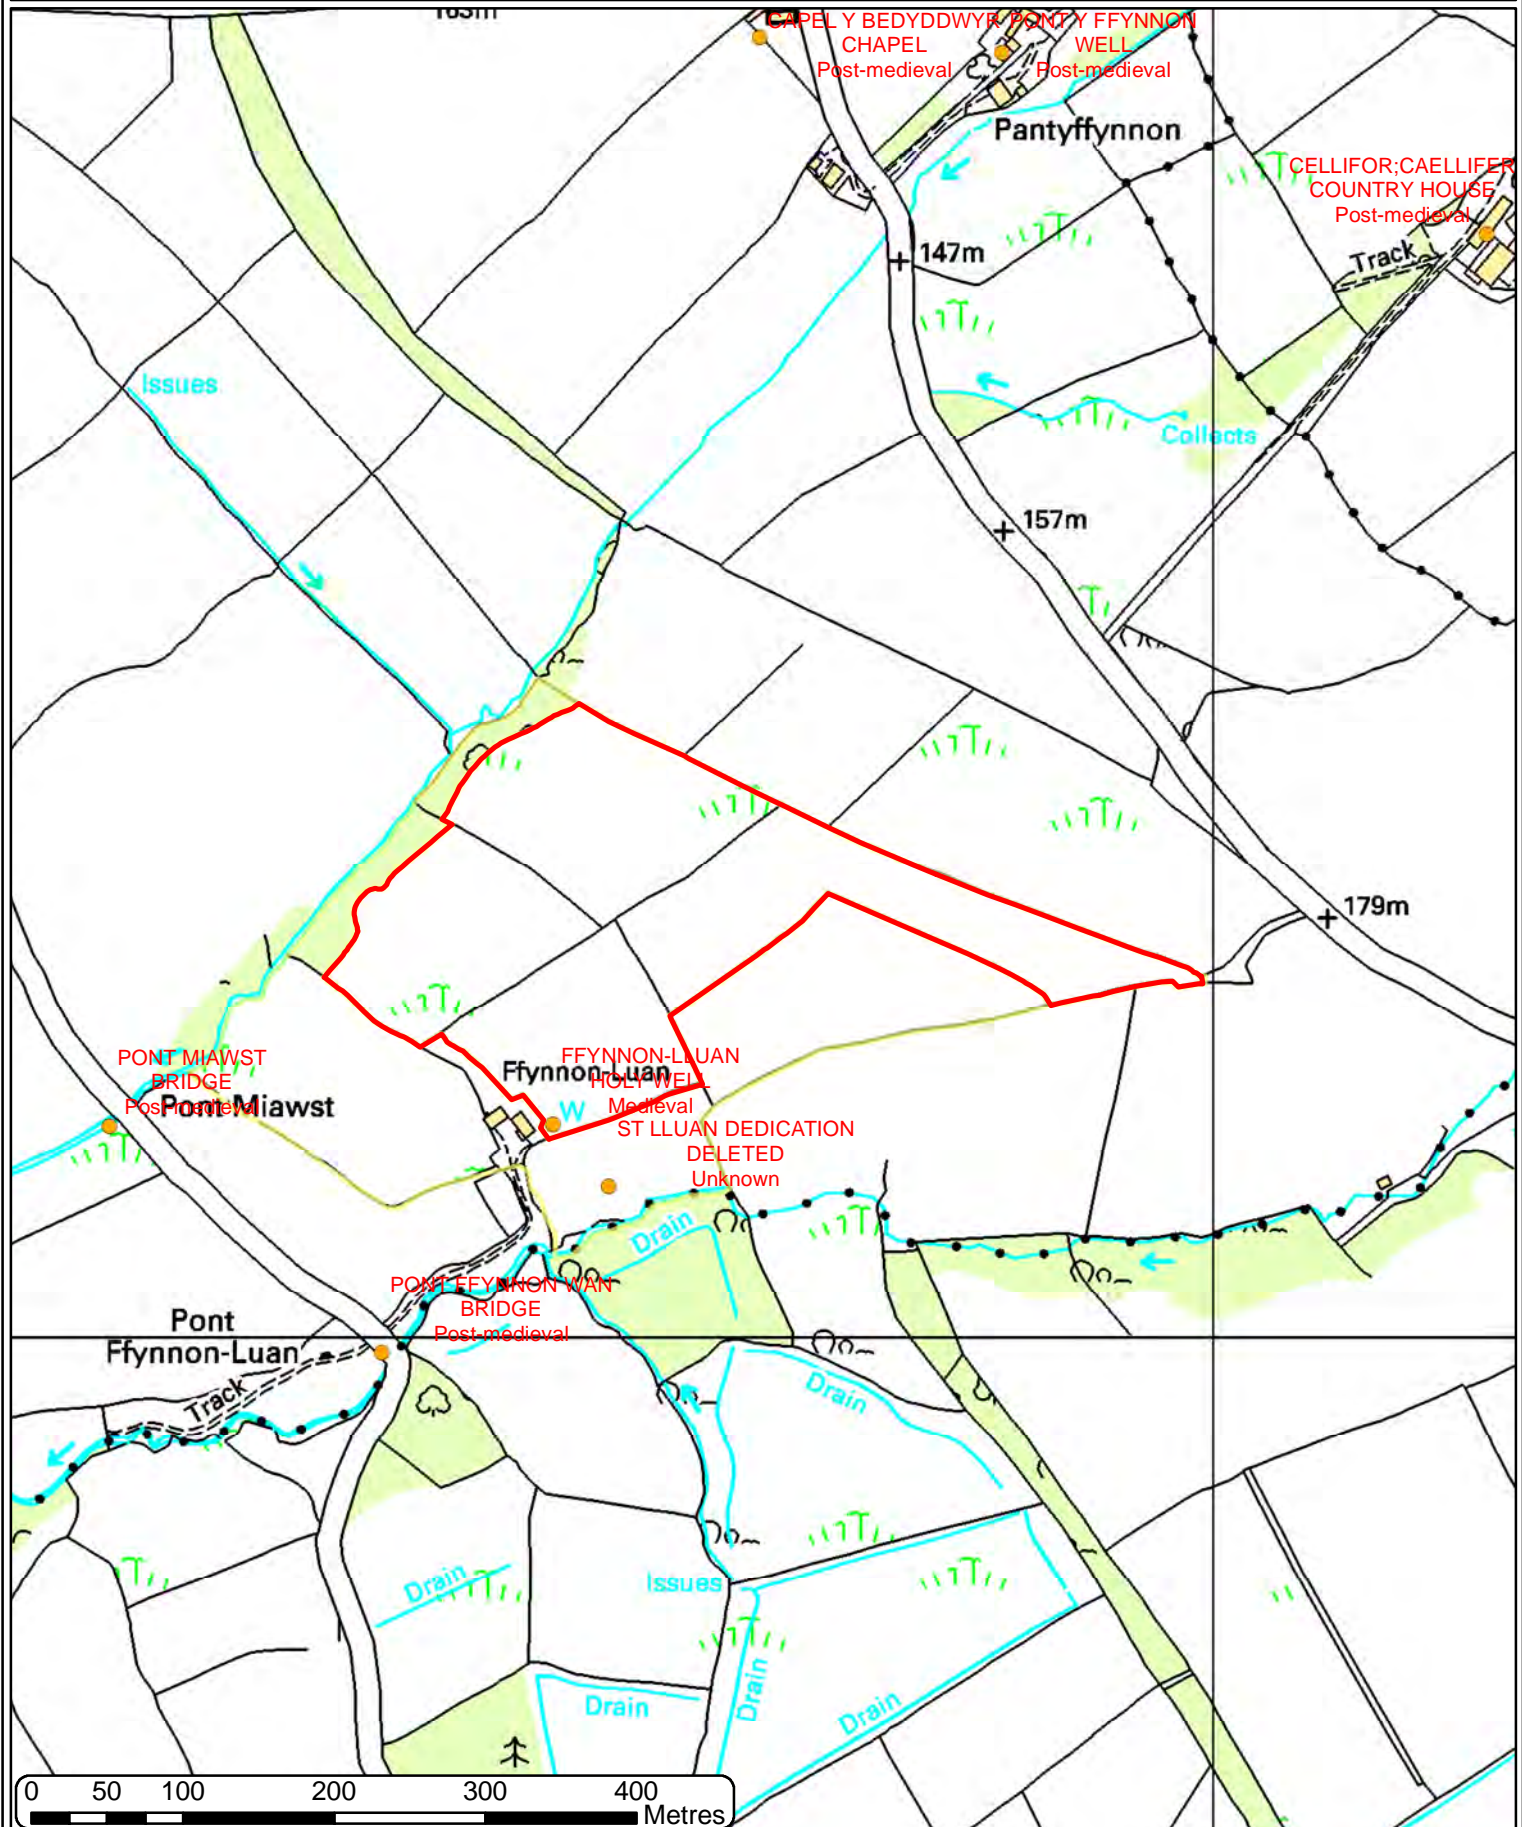 163m
CAPEL Y BEDYDDWYR
CHAPEL
Post-medieval
PONT Y FFYNNON
WELL
Post-medieval
Pantyffynnon
CELLIFOR;CAELLIFER
COUNTRY HOUSE
Post-medieval
Track
147m
Issues
Collects
157m
179m
PONT MIAWST
BRIDGE
Post-medieval
Pont Miawst
Ffynnon-Luan
FFYNNON-LLUAN
HOLY WELL
Medieval
W
ST LLUAN DEDICATION
DELETED
Unknown
Drain
PONT FFYNNON WAN
BRIDGE
Post-medieval
Pont
Ffynnon-Luan
Track
Drain
Drain
Issues
Drain
Drain
Drain
0 50 100 200 300 400
Metres